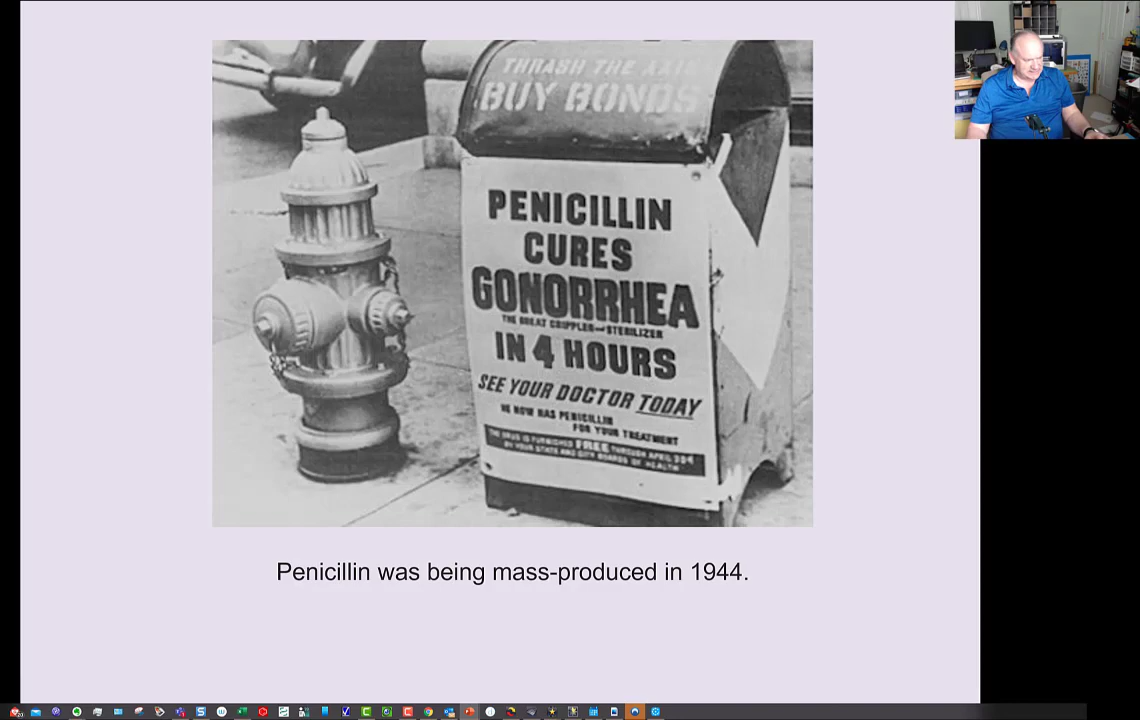 THRASH THE AXIS
BUY BONDS
PENICILLIN
CURES
GONORRHEA
THE GREAT CRIPPLER AND STERILIZER
IN 4 HOURS
SEE YOUR DOCTOR TODAY
HE NOW HAS PENICILLIN
FOR YOUR TREATMENT
THE DRUG IS FURNISHED FREE THROUGH APRIL
BY YOUR STATE AND CITY BOARDS OF HEALTH
Penicillin was being mass-produced in 1944.